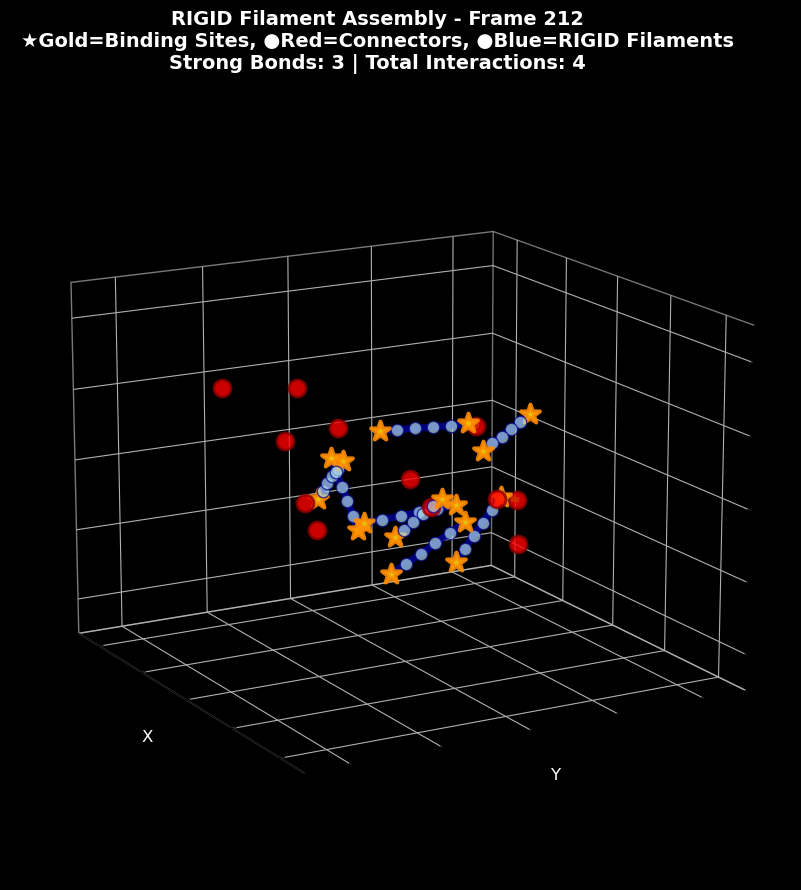 RIGID Filament Assembly - Frame 212
★Gold=Binding Sites, ●Red=Connectors, ●Blue=RIGID Filaments
Strong Bonds: 3 | Total Interactions: 4
X
Y